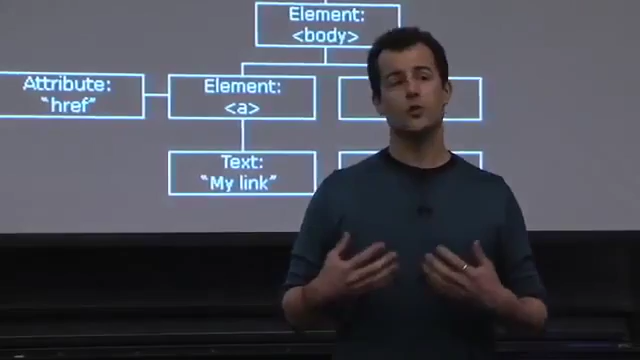 Element:
<body>
Attribute:
"href"
Element:
<a>
Text:
"My link"